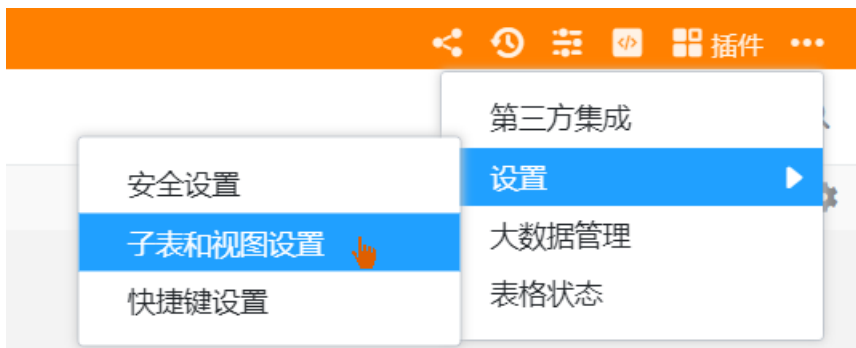 插件
第三方集成
设置
大数据管理
表格状态
安全设置
子表和视图设置
快捷键设置